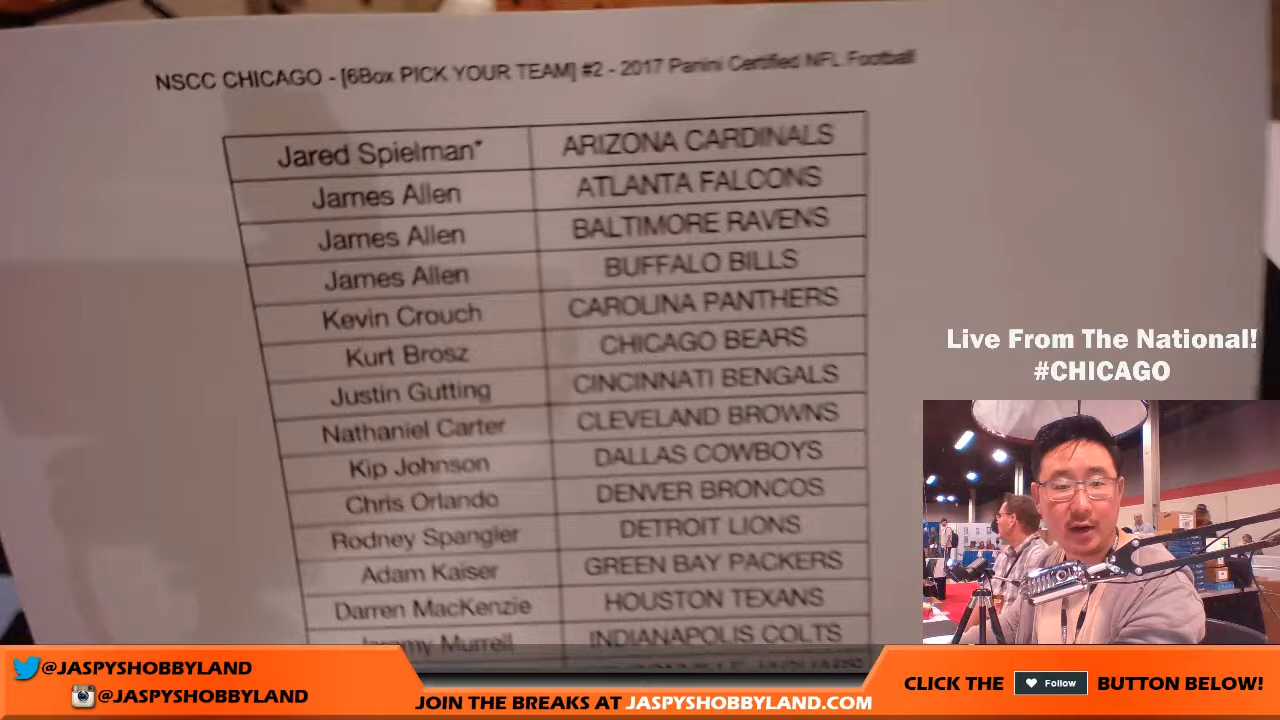 NSCC CHICAGO - [6Box PICK YOUR TEAM] #2 - 2017 Panini Certified NFL Football
Jared Spielman* ARIZONA CARDINALS
James Allen ATLANTA FALCONS
James Allen BALTIMORE RAVENS
James Allen BUFFALO BILLS
Kevin Crouch CAROLINA PANTHERS
Kurt Brosz CHICAGO BEARS
Justin Gutting CINCINNATI BENGALS
Nathaniel Carter CLEVELAND BROWNS
Kip Johnson DALLAS COWBOYS
Chris Orlando DENVER BRONCOS
Rodney Spangler DETROIT LIONS
Adam Kaiser GREEN BAY PACKERS
Darren MacKenzie HOUSTON TEXANS
Jeremy Murrell INDIANAPOLIS COLTS
Live From The National!
#CHICAGO
@JASPYSHOBBYLAND
@JASPYSHOBBYLAND
JOIN THE BREAKS AT JASPYSHOBBYLAND.COM
CLICK THE Follow BUTTON BELOW!